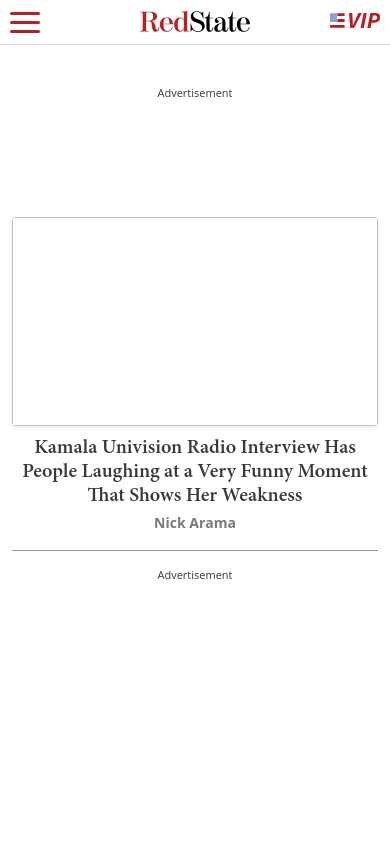 RedState
VIP
Advertisement
Kamala Univision Radio Interview Has
People Laughing at a Very Funny Moment
That Shows Her Weakness
Nick Arama
Advertisement